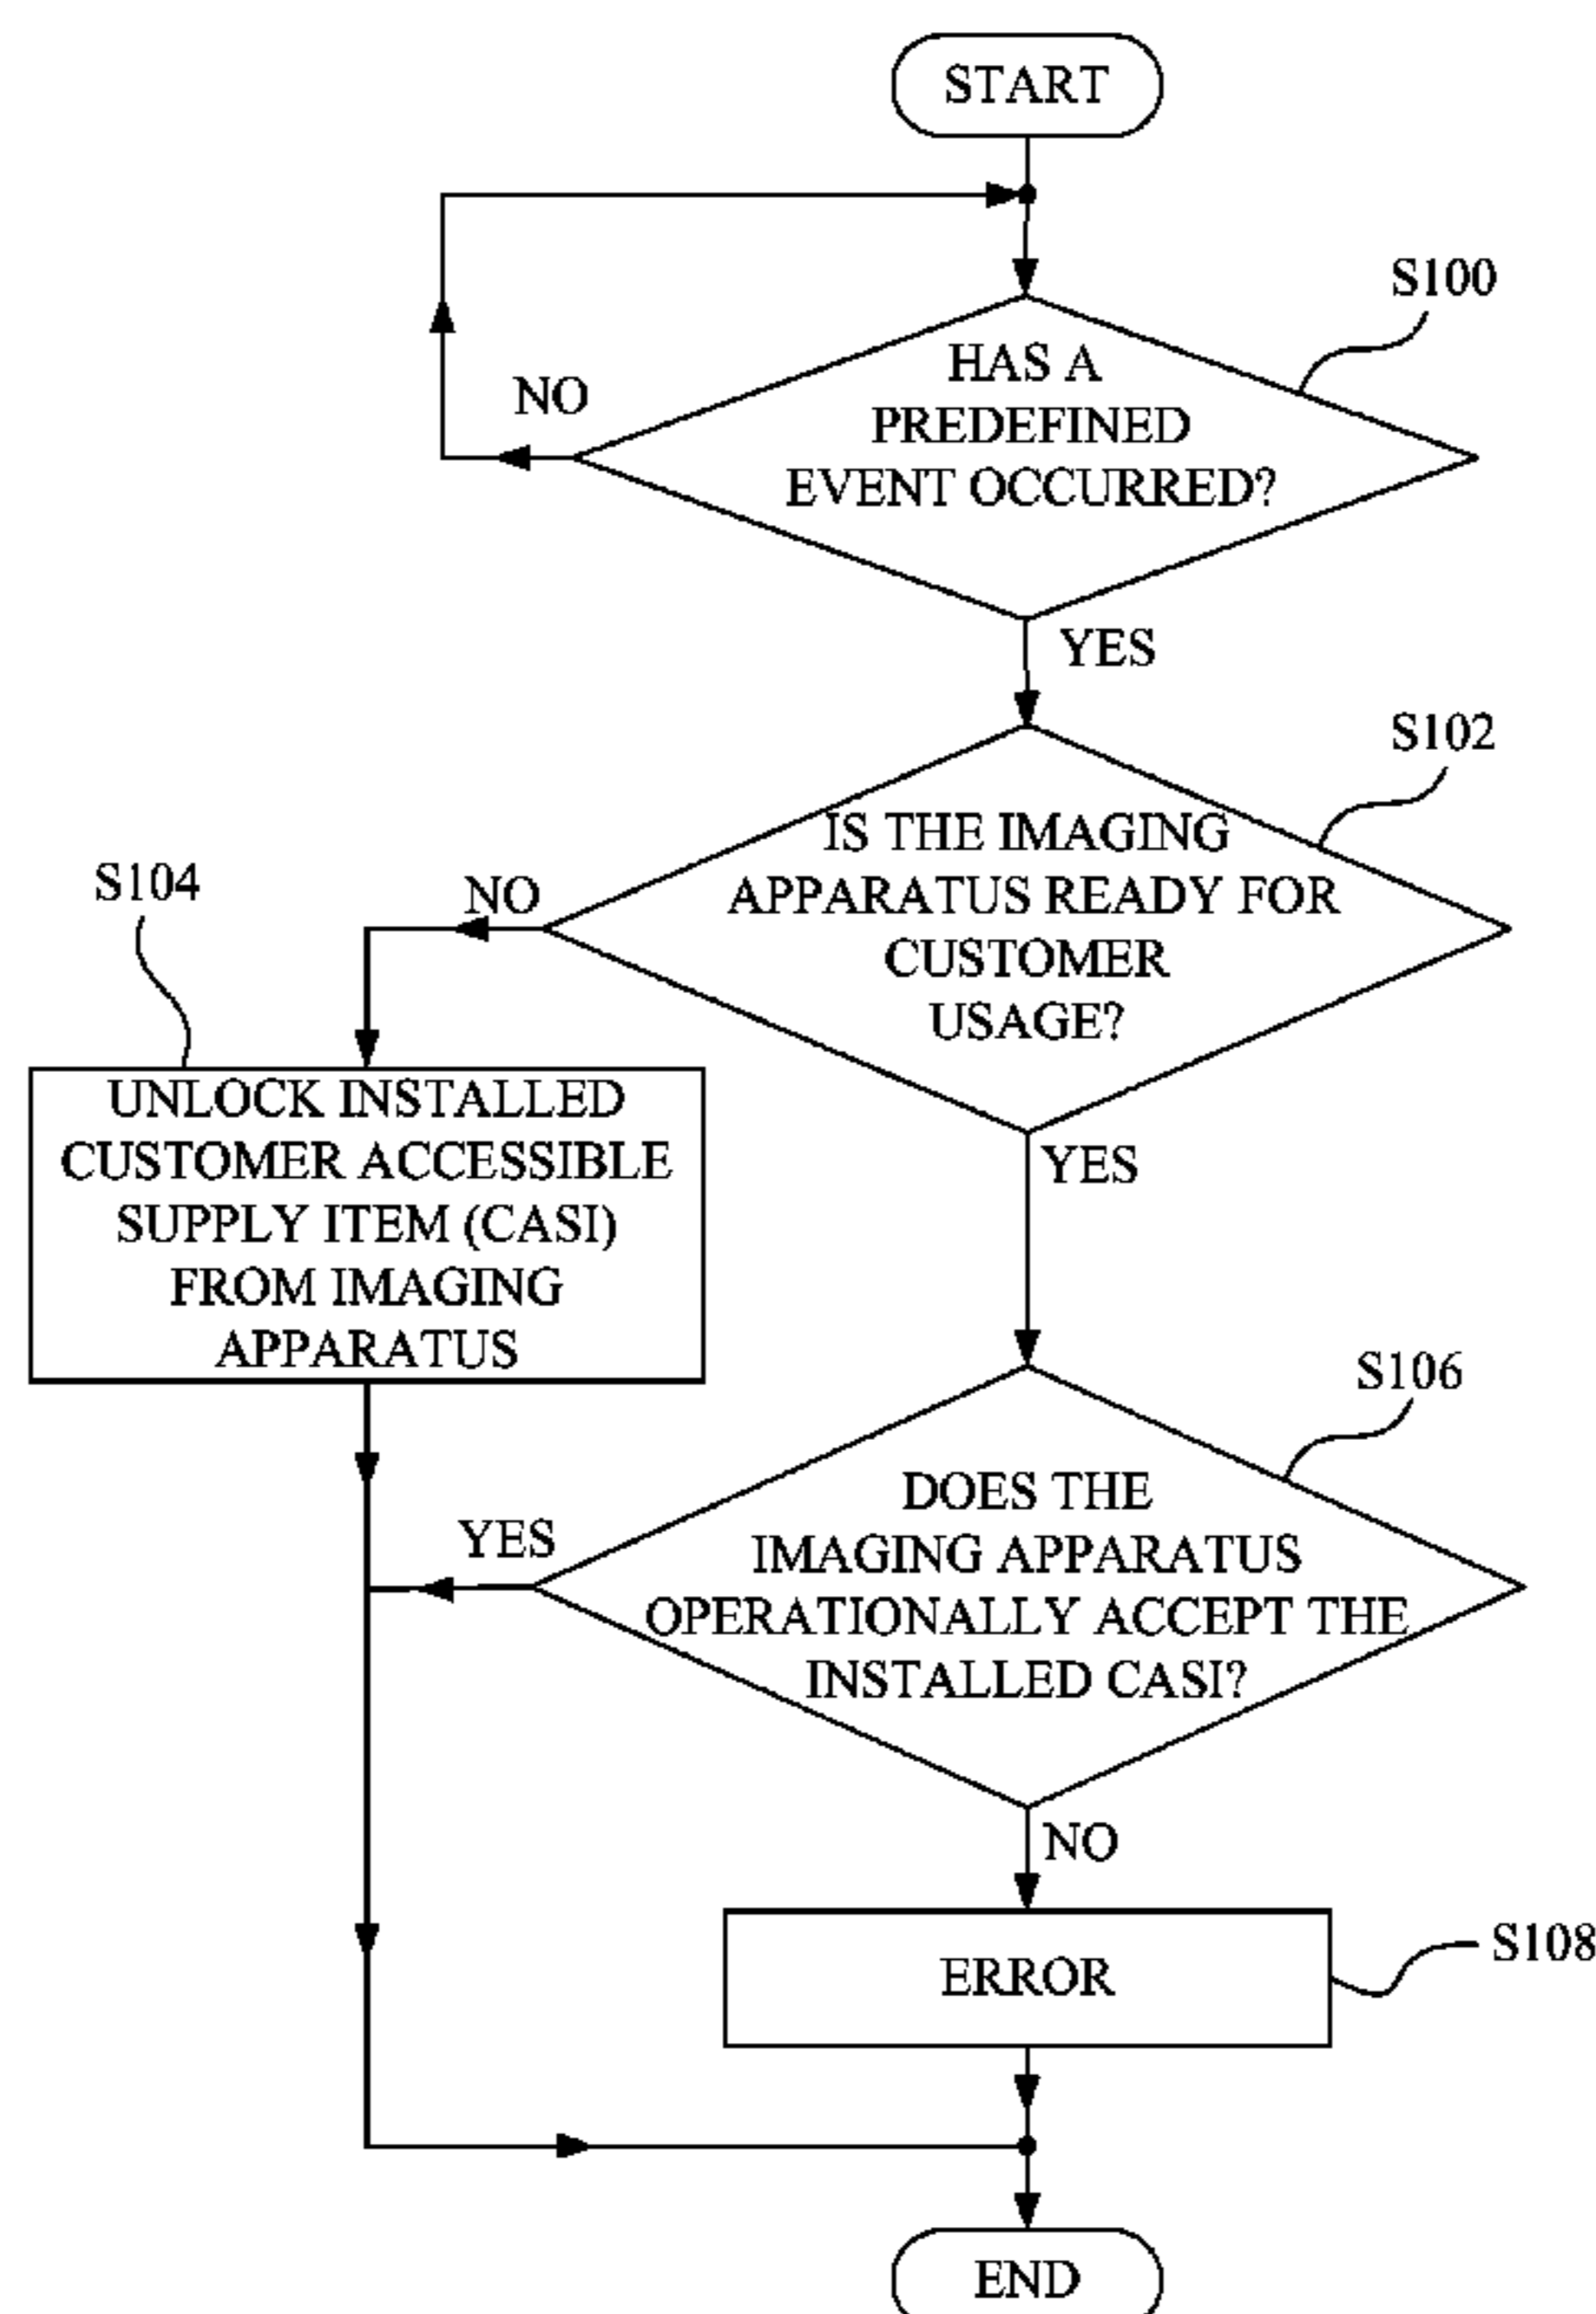 START
S100
HAS A
PREDEFINED
EVENT OCCURRED?
NO
YES
S102
IS THE IMAGING
APPARATUS READY FOR
CUSTOMER
USAGE?
NO
YES
S104
UNLOCK INSTALLED
CUSTOMER ACCESSIBLE
SUPPLY ITEM (CASI)
FROM IMAGING
APPARATUS
S106
DOES THE
IMAGING APPARATUS
OPERATIONALLY ACCEPT THE
INSTALLED CASI?
YES
NO
ERROR
S108
END